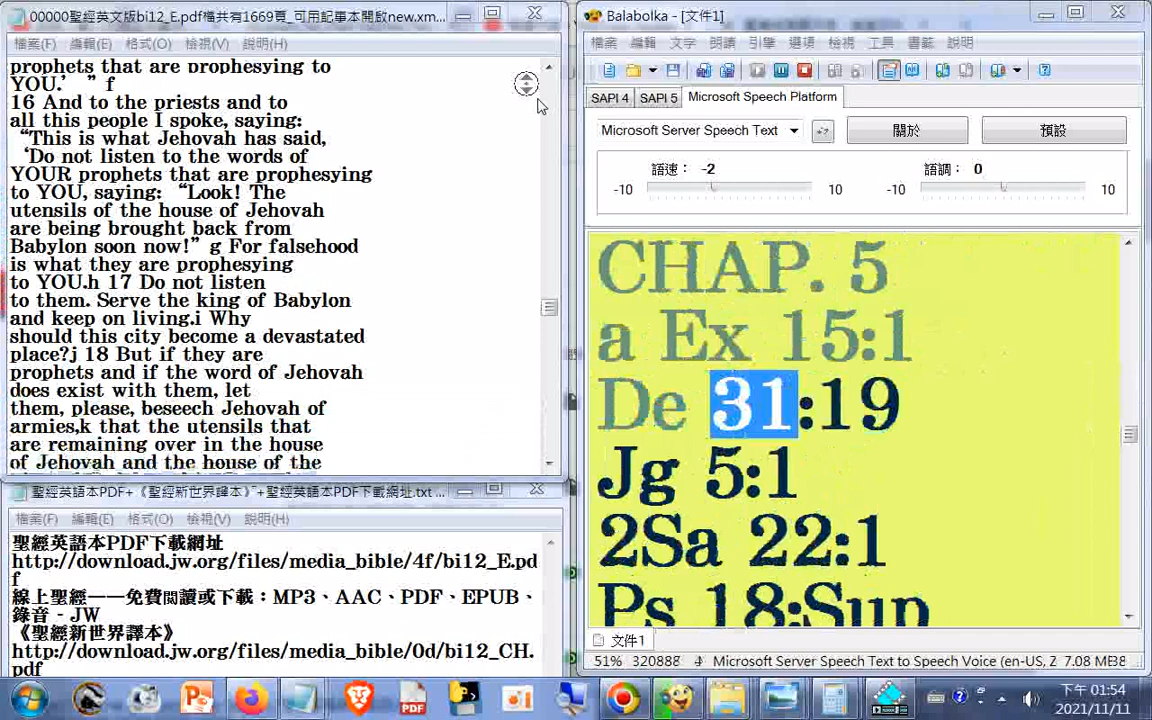 00000聖經英文版bi12_E.pdf檔共有1669頁_可用記事本開啟new.xm...
檔案(F) 編輯(E) 格式(O) 檢視(V) 說明(H)
prophets that are prophesying to
YOU.’ ” f
16 And to the priests and to
all this people I spoke, saying:
“This is what Jehovah has said,
‘Do not listen to the words of
YOUR prophets that are prophesying
to YOU, saying: “Look! The
utensils of the house of Jehovah
are being brought back from
Babylon soon now!” g For falsehood
is what they are prophesying
to YOU.h 17 Do not listen
to them. Serve the king of Babylon
and keep on living.i Why
should this city become a devastated
place?j 18 But if they are
prophets and if the word of Jehovah
does exist with them, let
them, please, beseech Jehovah of
armies,k that the utensils that
are remaining over in the house
of Jehovah and the house of the
聖經英語本PDF+《聖經新世界譯本》"+聖經英語本PDF下載網址.txt ...
檔案(F) 編輯(E) 格式(O) 檢視(V) 說明(H)
聖經英語本PDF下載網址
http://download.jw.org/files/media_bible/4f/bi12_E.pd
f
線上聖經——免費閱讀或下載：MP3、AAC、PDF、EPUB、
錄音 - JW
《聖經新世界譯本》
http://download.jw.org/files/media_bible/0d/bi12_CH.
pdf
Balabolka - [文件1]
檔案 編輯 文字 朗讀 引擎 選項 檢視 工具 書籤 說明
SAPI 4 SAPI 5 Microsoft Speech Platform
Microsoft Server Speech Text 關於 預設
語速： -2 語調： 0
-10 10 -10 10
CHAP. 5
a Ex 15:1
De 31:19
Jg 5:1
2Sa 22:1
Ps 18:Sup
文件1
51% 320888 Microsoft Server Speech Text to Speech Voice (en-US, Z 7.08 MB
下午 01:54
2021/11/11